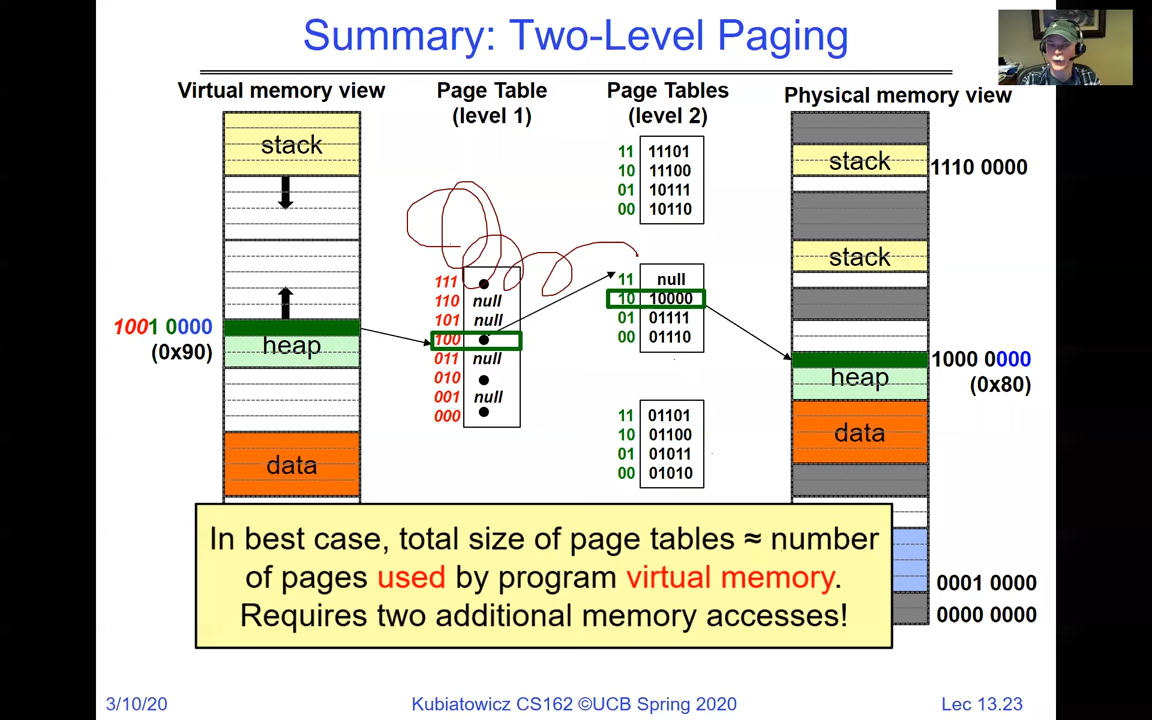 Summary: Two-Level Paging
Virtual memory view
Page Table
(level 1)
Page Tables
(level 2)
Physical memory view
stack
1001 0000
(0x90)
heap
data
111
110 null
101 null
100
011 null
010
001 null
000
11 11101
10 11100
01 10111
00 10110
11 null
10 10000
01 01111
00 01110
11 01101
10 01100
01 01011
00 01010
stack
1110 0000
stack
1000 0000
heap
(0x80)
data
0001 0000
0000 0000
In best case, total size of page tables ≈ number
of pages used by program virtual memory.
Requires two additional memory accesses!
3/10/20
Kubiatowicz CS162 ©UCB Spring 2020
Lec 13.23